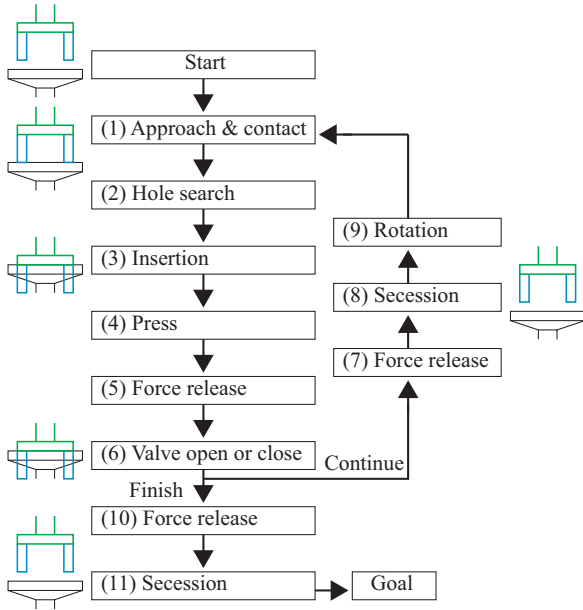 Start
(1) Approach & contact
(2) Hole search
(3) Insertion
(4) Press
(5) Force release
(6) Valve open or close
Continue
Finish
(7) Force release
(8) Secession
(9) Rotation
(10) Force release
(11) Secession
Goal